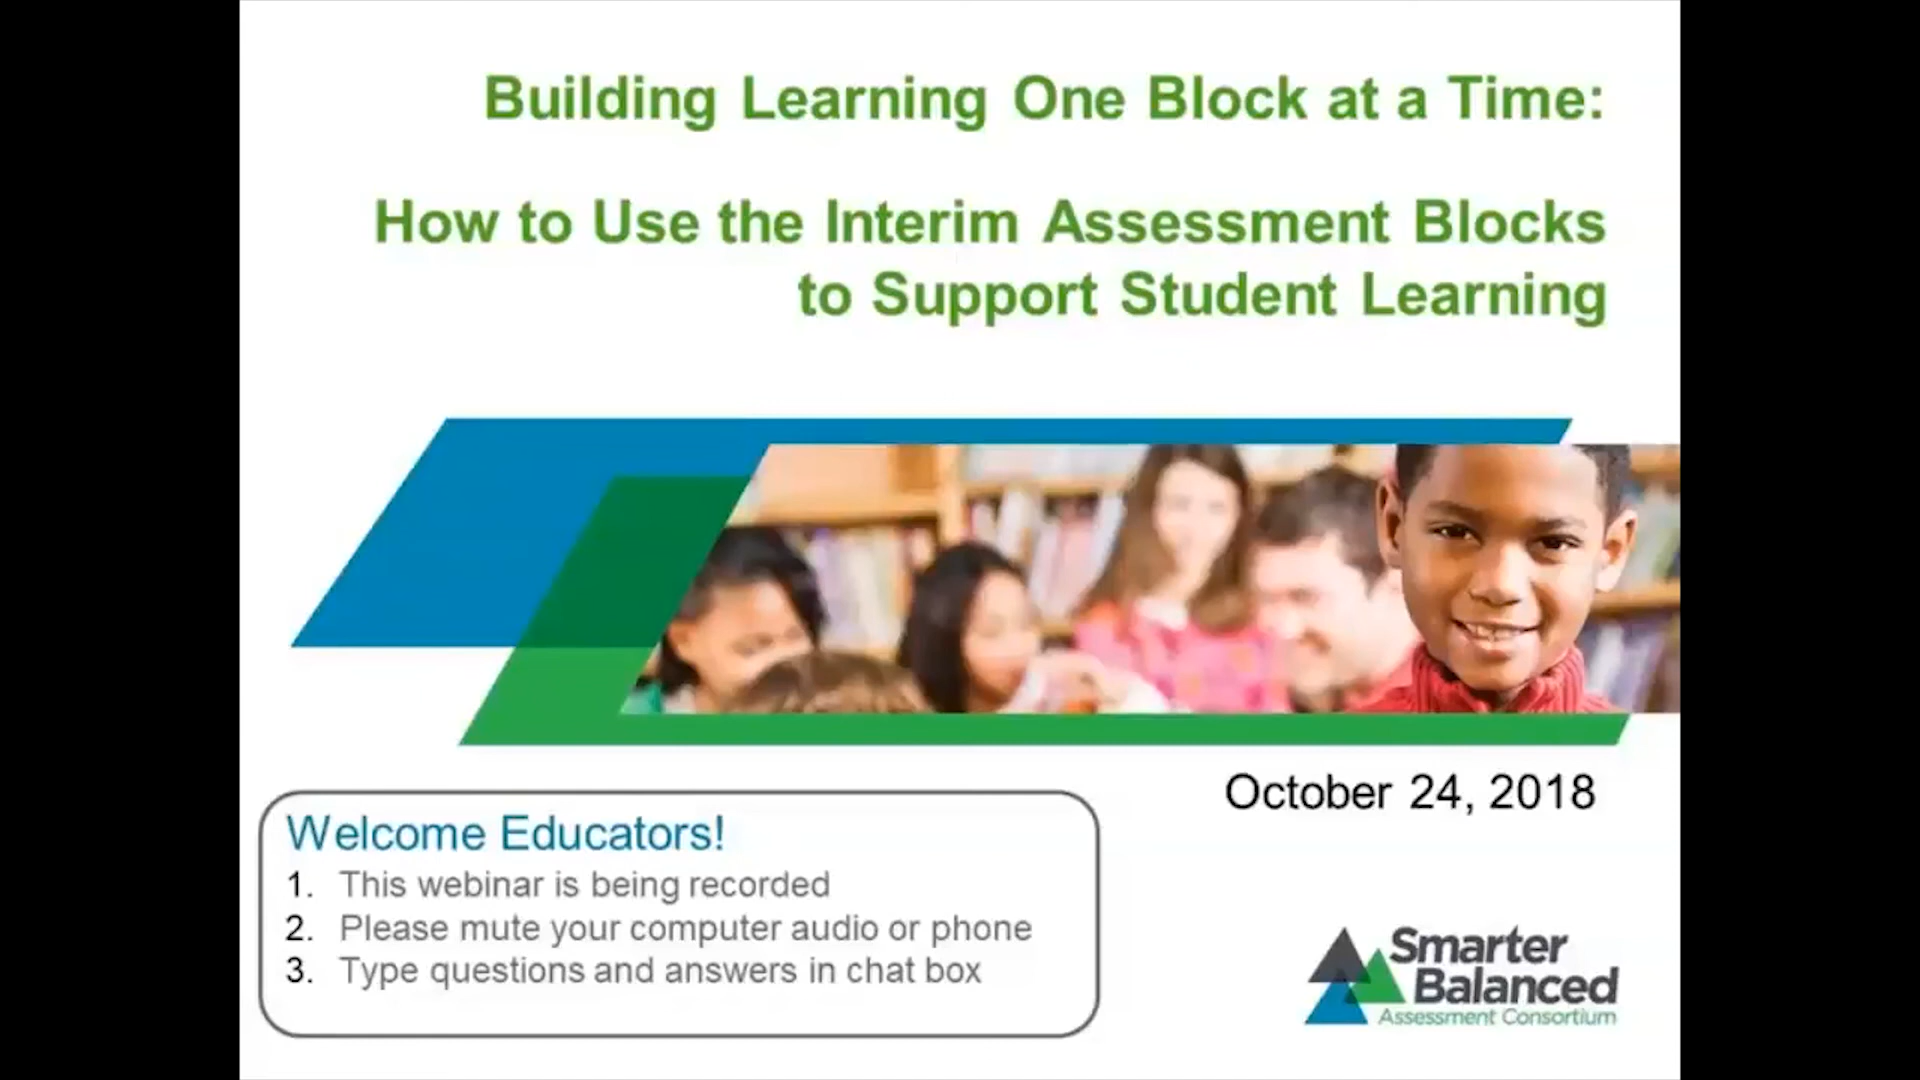 Building Learning One Block at a Time:
How to Use the Interim Assessment Blocks
to Support Student Learning
October 24, 2018
Welcome Educators!
1. This webinar is being recorded
2. Please mute your computer audio or phone
3. Type questions and answers in chat box
Smarter
Balanced
Assessment Consortium